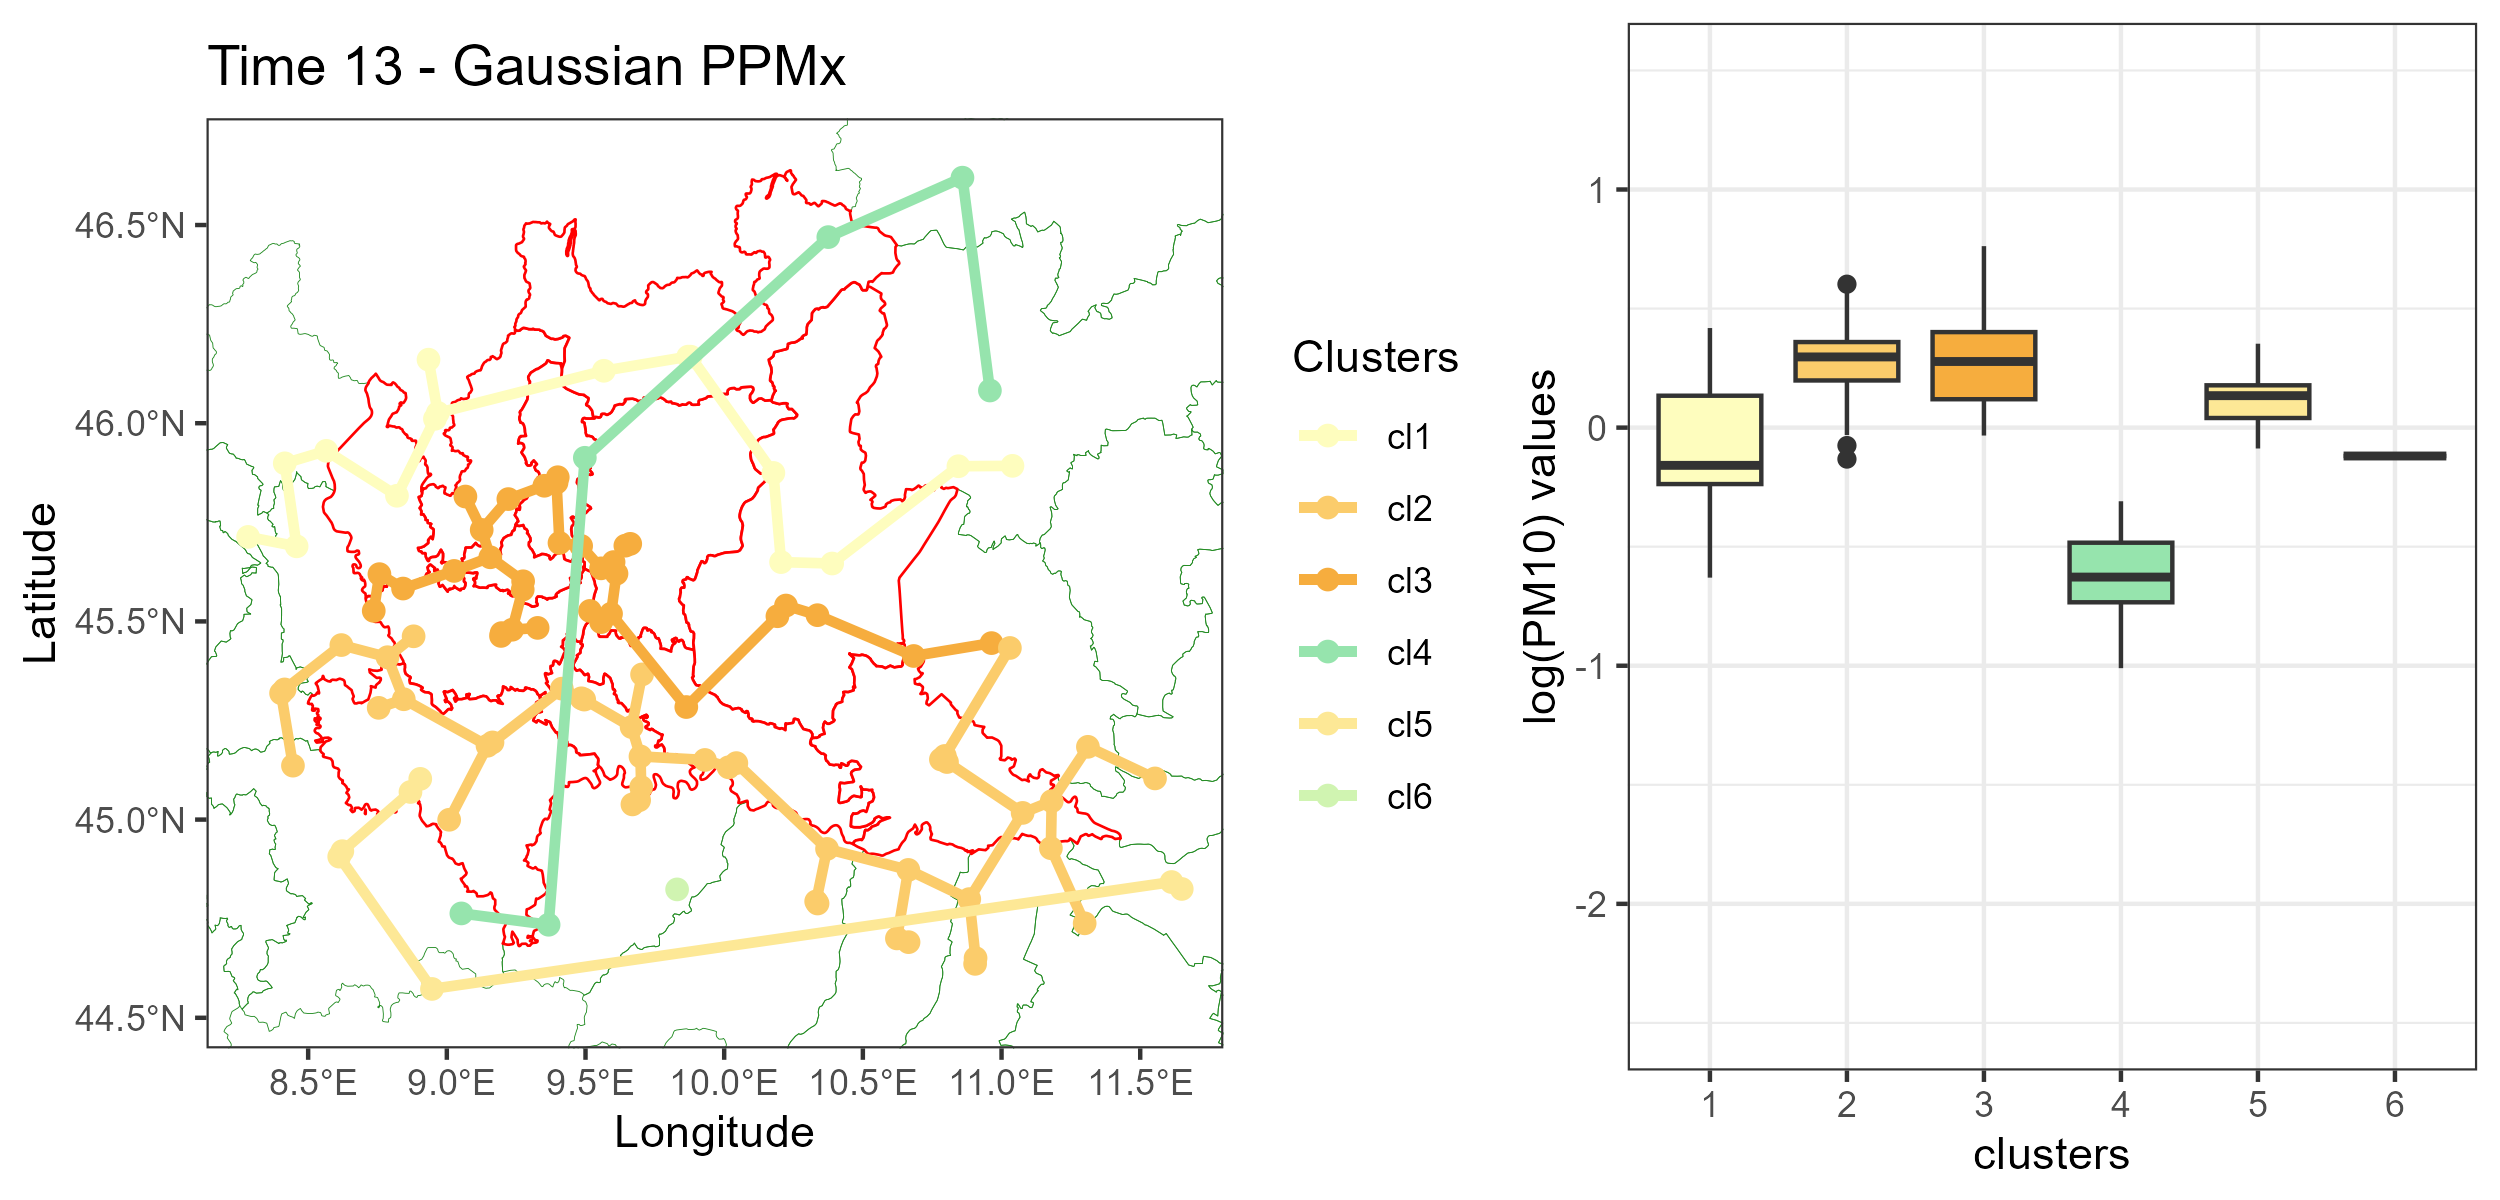 Time 13 - Gaussian PPMx
Latitude
46.5°N
46.0°N
45.5°N
45.0°N
44.5°N
8.5°E 9.0°E 9.5°E 10.0°E 10.5°E 11.0°E 11.5°E
Longitude
Clusters
cl1
cl2
cl3
cl4
cl5
cl6
log(PM10) values
1
0
-1
-2
1 2 3 4 5 6
clusters